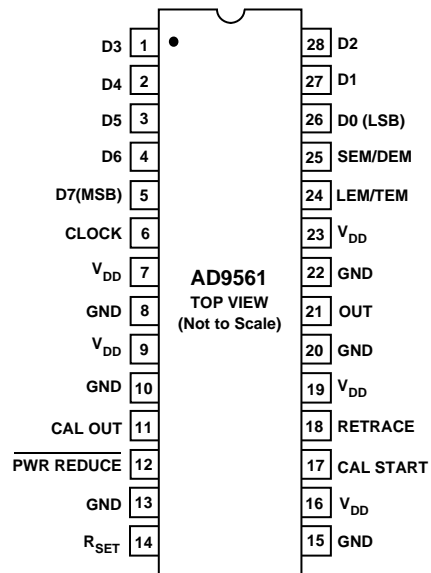 D3 1 28 D2
D4 2 27 D1
D5 3 26 D0 (LSB)
D6 4 25 SEM/DEM
D7(MSB) 5 24 LEM/TEM
CLOCK 6 23 VDD
VDD 7 22 GND
AD9561
TOP VIEW
(Not to Scale)
GND 8 21 OUT
VDD 9 20 GND
GND 10 19 VDD
CAL OUT 11 18 RETRACE
PWR REDUCE 12 17 CAL START
GND 13 16 VDD
RSET 14 15 GND